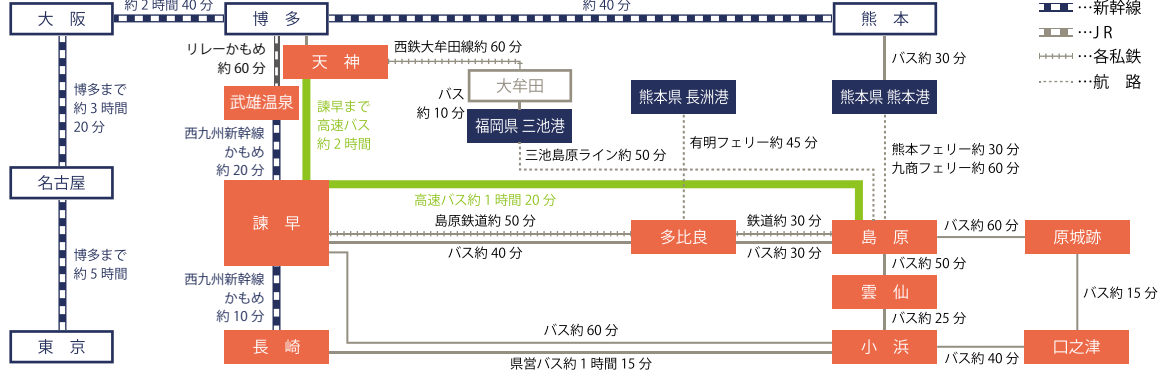 約 2 時間 40 分
約 40 分
大　阪
博　多
熊　本
…新幹線
…JR
…各私鉄
…航　路
リレーかもめ
約 60 分
天　神
西鉄大牟田線約 60 分
バス約 30 分
博多まで
約 3 時間
20 分
武雄温泉
諫早まで
高速バス
約 2 時間
大牟田
バス
約 10 分
福岡県 三池港
熊本県 長洲港
熊本県 熊本港
西九州新幹線
かもめ
約 20 分
三池島原ライン約 50 分
有明フェリー約 45 分
熊本フェリー約 30 分
九商フェリー約 60 分
名古屋
高速バス約 1 時間 20 分
諫　早
島原鉄道約 50 分
バス約 40 分
多比良
鉄道約 30 分
バス約 30 分
島　原
バス約 60 分
原城跡
博多まで
約 5 時間
西九州新幹線
かもめ
約 10 分
バス約 50 分
雲　仙
バス約 25 分
バス約 15 分
東　京
長　崎
バス約 60 分
県営バス約 1 時間 15 分
小　浜
バス約 40 分
口之津